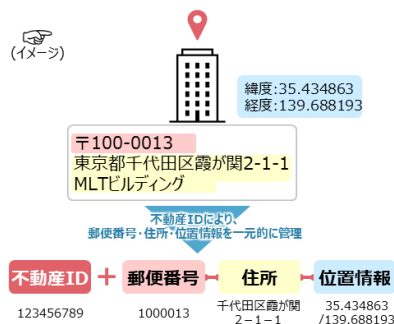 (イメージ)
緯度:35.434863
経度:139.688193
〒100-0013
東京都千代田区霞が関2-1-1
MLTビルディング
不動産IDにより、
郵便番号・住所・位置情報を一元的に管理
不動産ID + 郵便番号 住所 位置情報
123456789 1000013 千代田区霞が関 35.434863
2-1-1 /139.688193